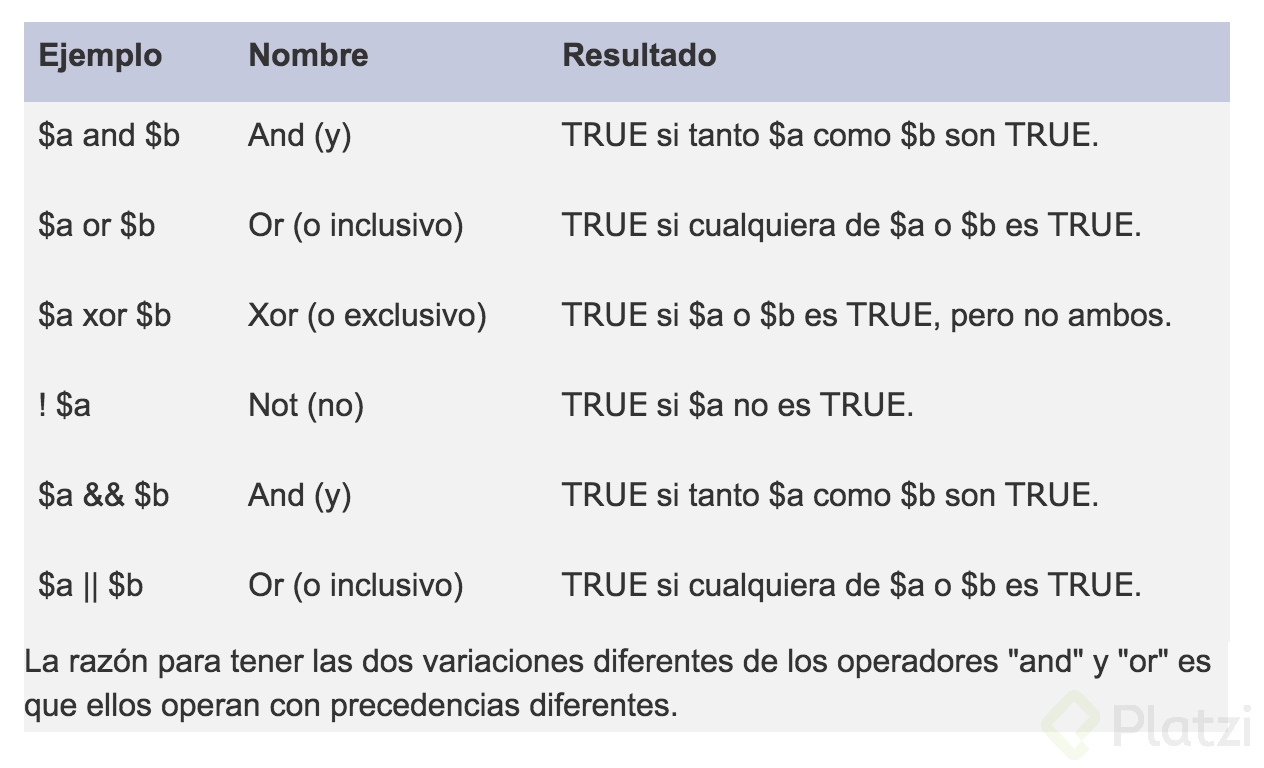 Ejemplo Nombre Resultado
$a and $b And (y) TRUE si tanto $a como $b son TRUE.
$a or $b Or (o inclusivo) TRUE si cualquiera de $a o $b es TRUE.
$a xor $b Xor (o exclusivo) TRUE si $a o $b es TRUE, pero no ambos.
! $a Not (no) TRUE si $a no es TRUE.
$a && $b And (y) TRUE si tanto $a como $b son TRUE.
$a || $b Or (o inclusivo) TRUE si cualquiera de $a o $b es TRUE.
La razón para tener las dos variaciones diferentes de los operadores "and" y "or" es
que ellos operan con precedencias diferentes.
Platzi